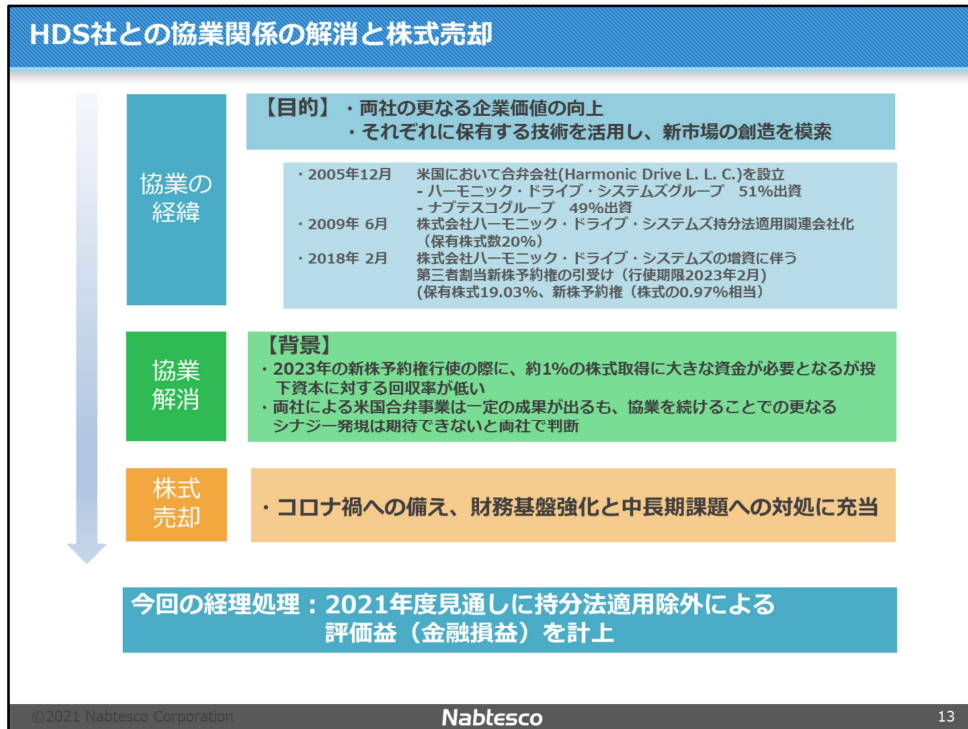 HDS社との協業関係の解消と株式売却
協業の
経緯
【目的】・両社の更なる企業価値の向上
・それぞれに保有する技術を活用し、新市場の創造を模索
・2005年12月 米国において合弁会社(Harmonic Drive L. L. C.)を設立
- ハーモニック・ドライブ・システムズグループ 51%出資
- ナブテスコグループ 49%出資
・2009年 6月 株式会社ハーモニック・ドライブ・システムズ持分法適用関連会社化
（保有株式数20%）
・2018年 2月 株式会社ハーモニック・ドライブ・システムズの増資に伴う
第三者割当新株予約権の引受け（行使期限2023年2月)
(保有株式19.03%、新株予約権（株式の0.97%相当）
協業
解消
【背景】
・2023年の新株予約権行使の際に、約1%の株式取得に大きな資金が必要となるが投
下資本に対する回収率が低い
・両社による米国合弁事業は一定の成果が出るも、協業を続けることでの更なる
シナジー発現は期待できないと両社で判断
株式
売却
・コロナ禍への備え、財務基盤強化と中長期課題への対処に充当
今回の経理処理：2021年度見通しに持分法適用除外による
評価益（金融損益）を計上
©2021 Nabtesco Corporation
Nabtesco
13